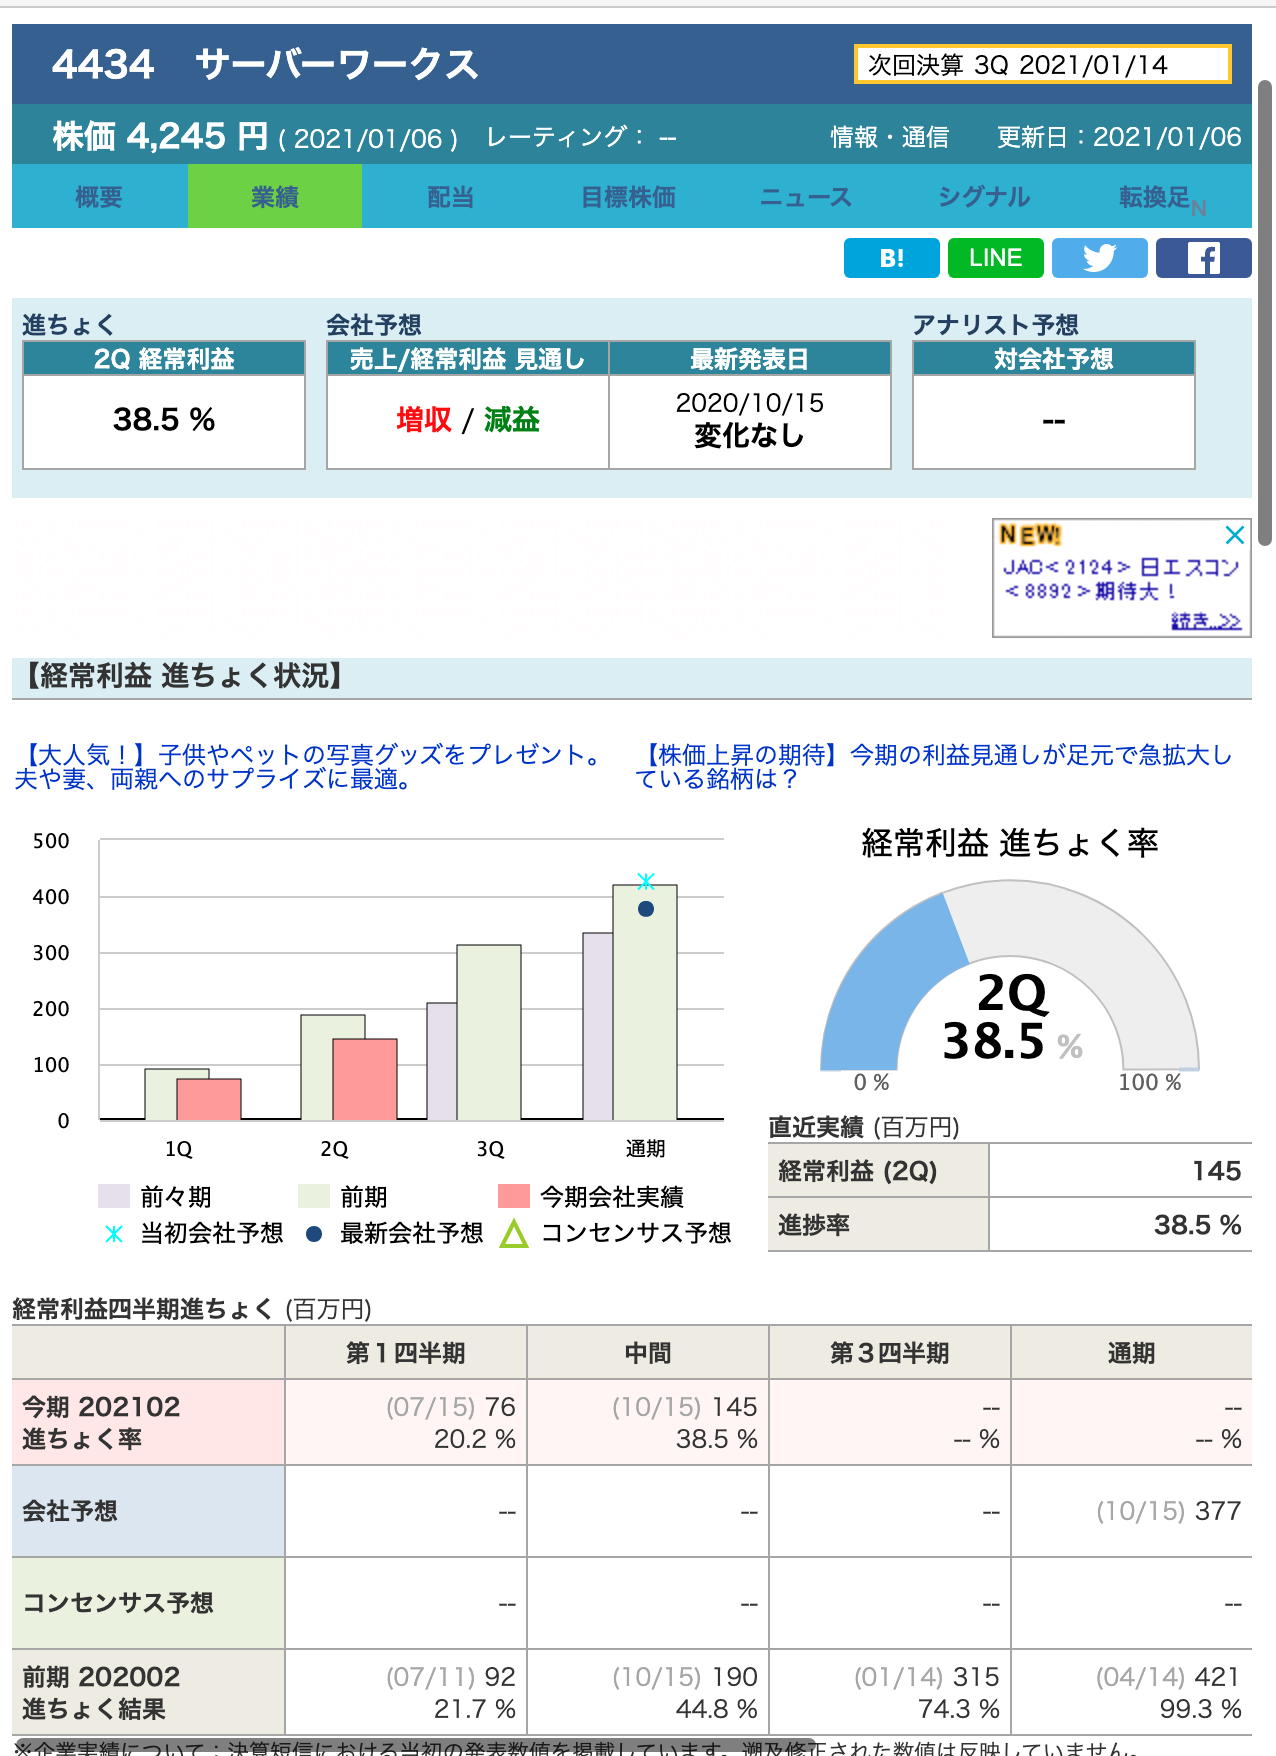 4434　サーバーワークス
次回決算 3Q 2021/01/14
株価 4,245 円 ( 2021/01/06 )　レーティング： --　情報・通信　更新日：2021/01/06
概要　業績　配当　目標株価　ニュース　シグナル　転換足N
B!　LINE
進ちょく　会社予想　アナリスト予想
2Q 経常利益　売上/経常利益 見通し　最新発表日　対会社予想
38.5 %　増収 / 減益　2020/10/15　--
変化なし
NEW!
JAC<2124> 日エスコン
<8892>期待大！
続き..>>
【経常利益 進ちょく状況】
【大人気！】子供やペットの写真グッズをプレゼント。
夫や妻、両親へのサプライズに最適。
【株価上昇の期待】今期の利益見通しが足元で急拡大し
ている銘柄は？
500
400
300
200
100
0
1Q　2Q　3Q　通期
前々期　前期　今期会社実績
当初会社予想　最新会社予想　コンセンサス予想
経常利益 進ちょく率
2Q
38.5 %
0 %　100 %
直近実績 (百万円)
経常利益 (2Q)　145
進捗率　38.5 %
経常利益四半期進ちょく (百万円)
第１四半期　中間　第３四半期　通期
今期 202102　(07/15) 76　(10/15) 145　--　--
進ちょく率　20.2 %　38.5 %　-- %　-- %
会社予想　--　--　--　(10/15) 377
コンセンサス予想　--　--　--　--
前期 202002　(07/11) 92　(10/15) 190　(01/14) 315　(04/14) 421
進ちょく結果　21.7 %　44.8 %　74.3 %　99.3 %
※企業実績について：決算短信における当初の発表数値を掲載しています。遡及修正された数値は反映していません。